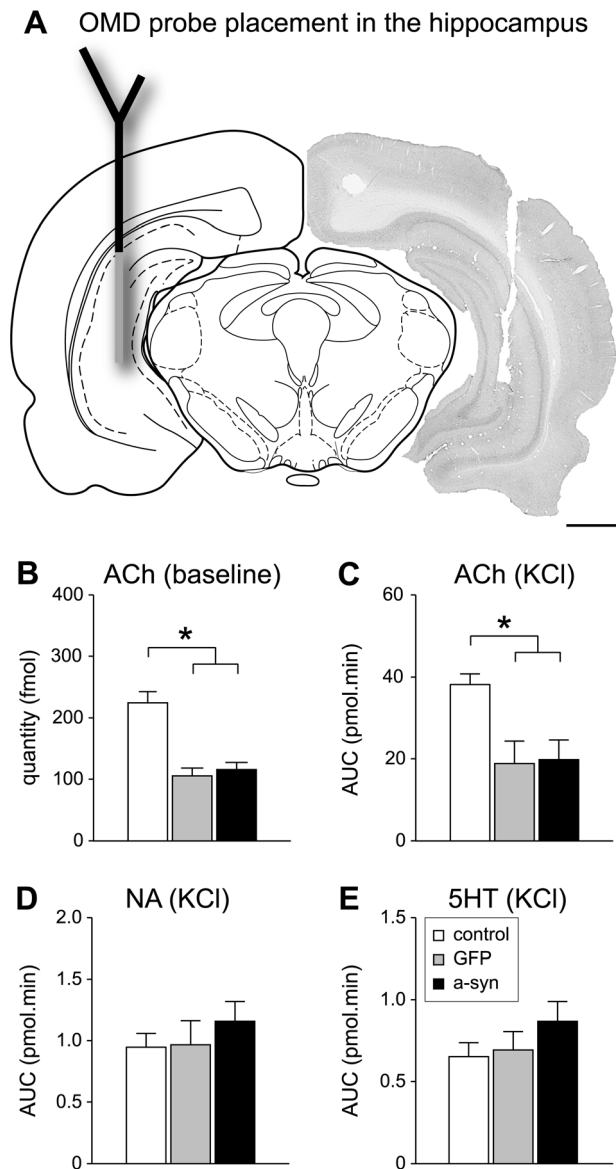 A OMD probe placement in the hippocampus
B ACh (baseline)
quantity (fmol)
400
300
200
100
0
*
C ACh (KCl)
AUC (pmol.min)
60
40
20
0
*
D NA (KCl)
AUC (pmol.min)
2.0
1.5
1.0
0.5
0
E 5HT (KCl)
AUC (pmol.min)
1.5
1.0
0.5
0
control
GFP
a-syn